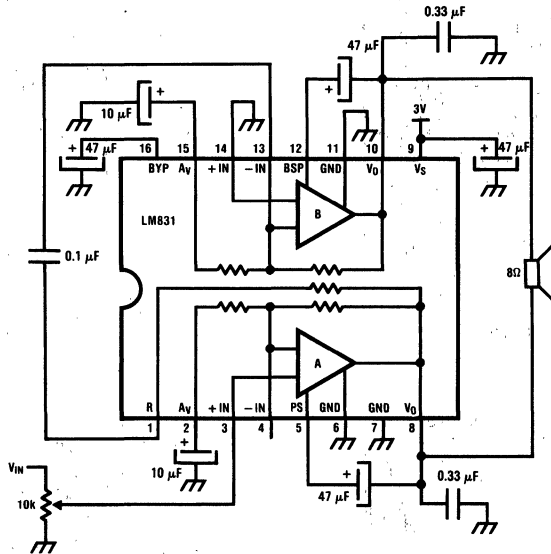 0.33 µF
47 µF
+
10 µF
+
3V
+
47 µF
16 15 14 13 12 11 10 9
BYP AV +IN −IN BSP GND VO VS
+
47 µF
LM831
B
0.1 µF
8Ω
A
R AV +IN −IN PS GND GND VO
1 2 3 4 5 6 7 8
+
10 µF
VIN
10k
+
47 µF
0.33 µF